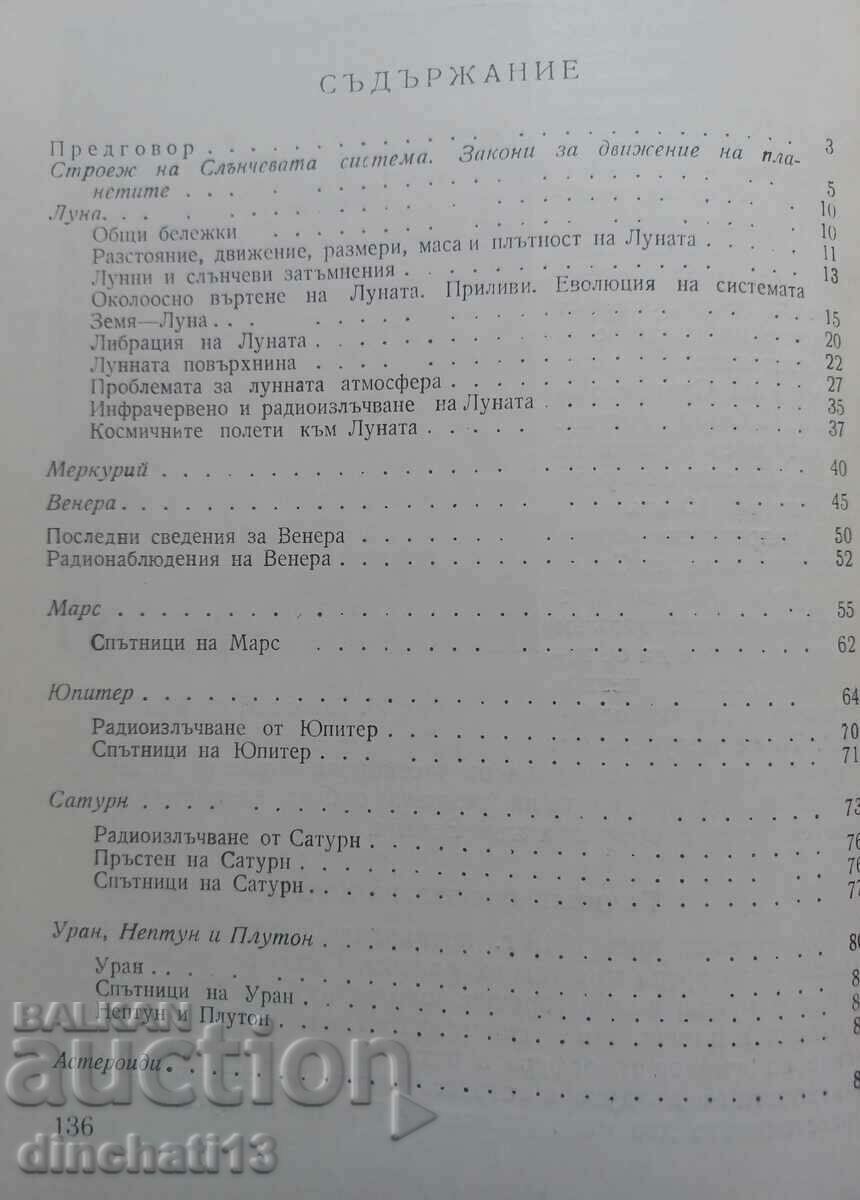 СЪДЪРЖАНИЕ
Предговор . . . . . . . . . . . . . . . . 3
Строеж на Слънчевата система. Закони за движение на пла-
нетите . . . . . . . . . . . . . . . . 5
Луна. . . . . . . . . . . . . . . . 10
Общи бележки . . . . . . . . . . . . . . . . 10
Разстояние, движение, размери, маса и плътност на Луната . . . . 11
Лунни и слънчеви затъмнения . . . . . . . . . . . . 13
Околоосно въртене на Луната. Приливи. Еволюция на системата
Земя—Луна . . . . . . . . . . . . . . . . 15
Либрация на Луната . . . . . . . . . . . . . . . . 20
Лунната повърхнина . . . . . . . . . . . . . . . . 22
Проблемата за лунната атмосфера . . . . . . . . . . . . 27
Инфрачервено и радиоизлъчване на Луната . . . . . . . . 35
Космичните полети към Луната . . . . . . . . . . . . 37
Меркурий . . . . . . . . . . . . . . . . 40
Венера . . . . . . . . . . . . . . . . 45
Последни сведения за Венера . . . . . . . . . . . . 50
Радионаблюдения на Венера . . . . . . . . . . . . 52
Марс . . . . . . . . . . . . . . . . 55
Спътници на Марс . . . . . . . . . . . . 62
Юпитер . . . . . . . . . . . . . . . . 64
Радиоизлъчване от Юпитер . . . . . . . . . . . . 70
Спътници на Юпитер . . . . . . . . . . . . 71
Сатурн . . . . . . . . . . . . . . . . 73
Радиоизлъчване от Сатурн . . . . . . . . . . . . 76
Пръстен на Сатурн . . . . . . . . . . . . 76
Спътници на Сатурн . . . . . . . . . . . . 77
Уран, Нептун и Плутон . . . . . . . . . . . . 80
Уран . . . . . . . . . . . . . . . . 8
Спътници на Уран . . . . . . . . . . . . 8
Нептун и Плутон . . . . . . . . . . . . 8
Астероиди . . . . . . . . . . . . . . . . 8
136
BALKAN
auction
dinchati13